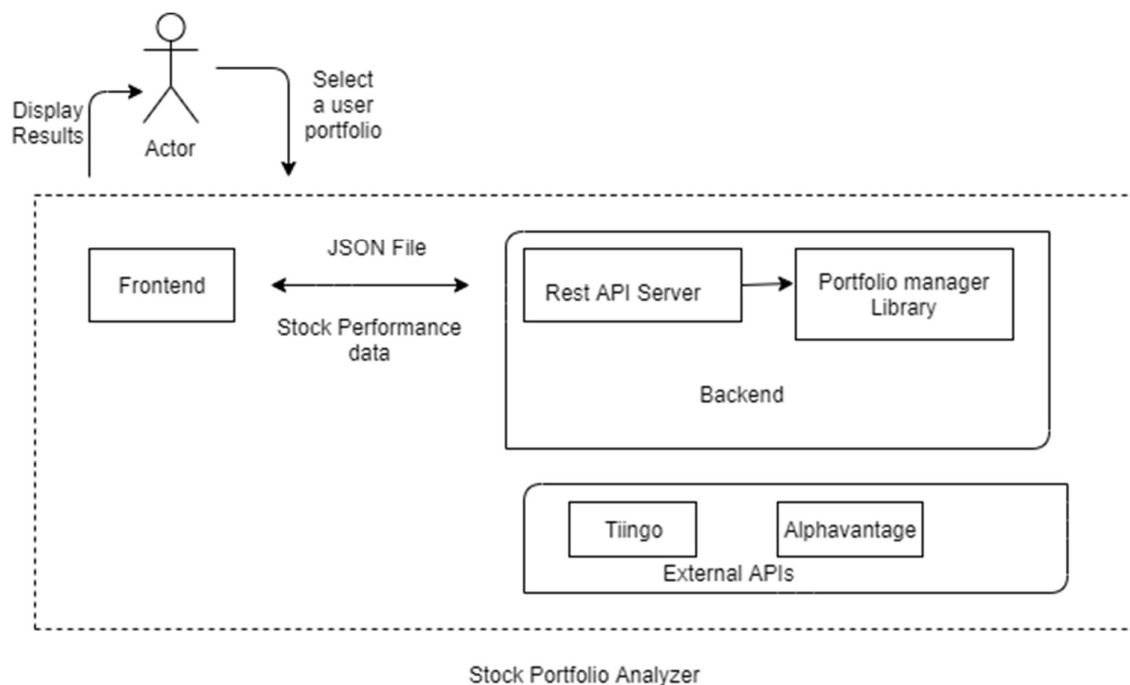 Select
a user
portfolio
Display
Results
Actor
JSON File
Frontend
Rest API Server
Portfolio manager
Library
Stock Performance
data
Backend
Tiingo
Alphavantage
External APIs
Stock Portfolio Analyzer